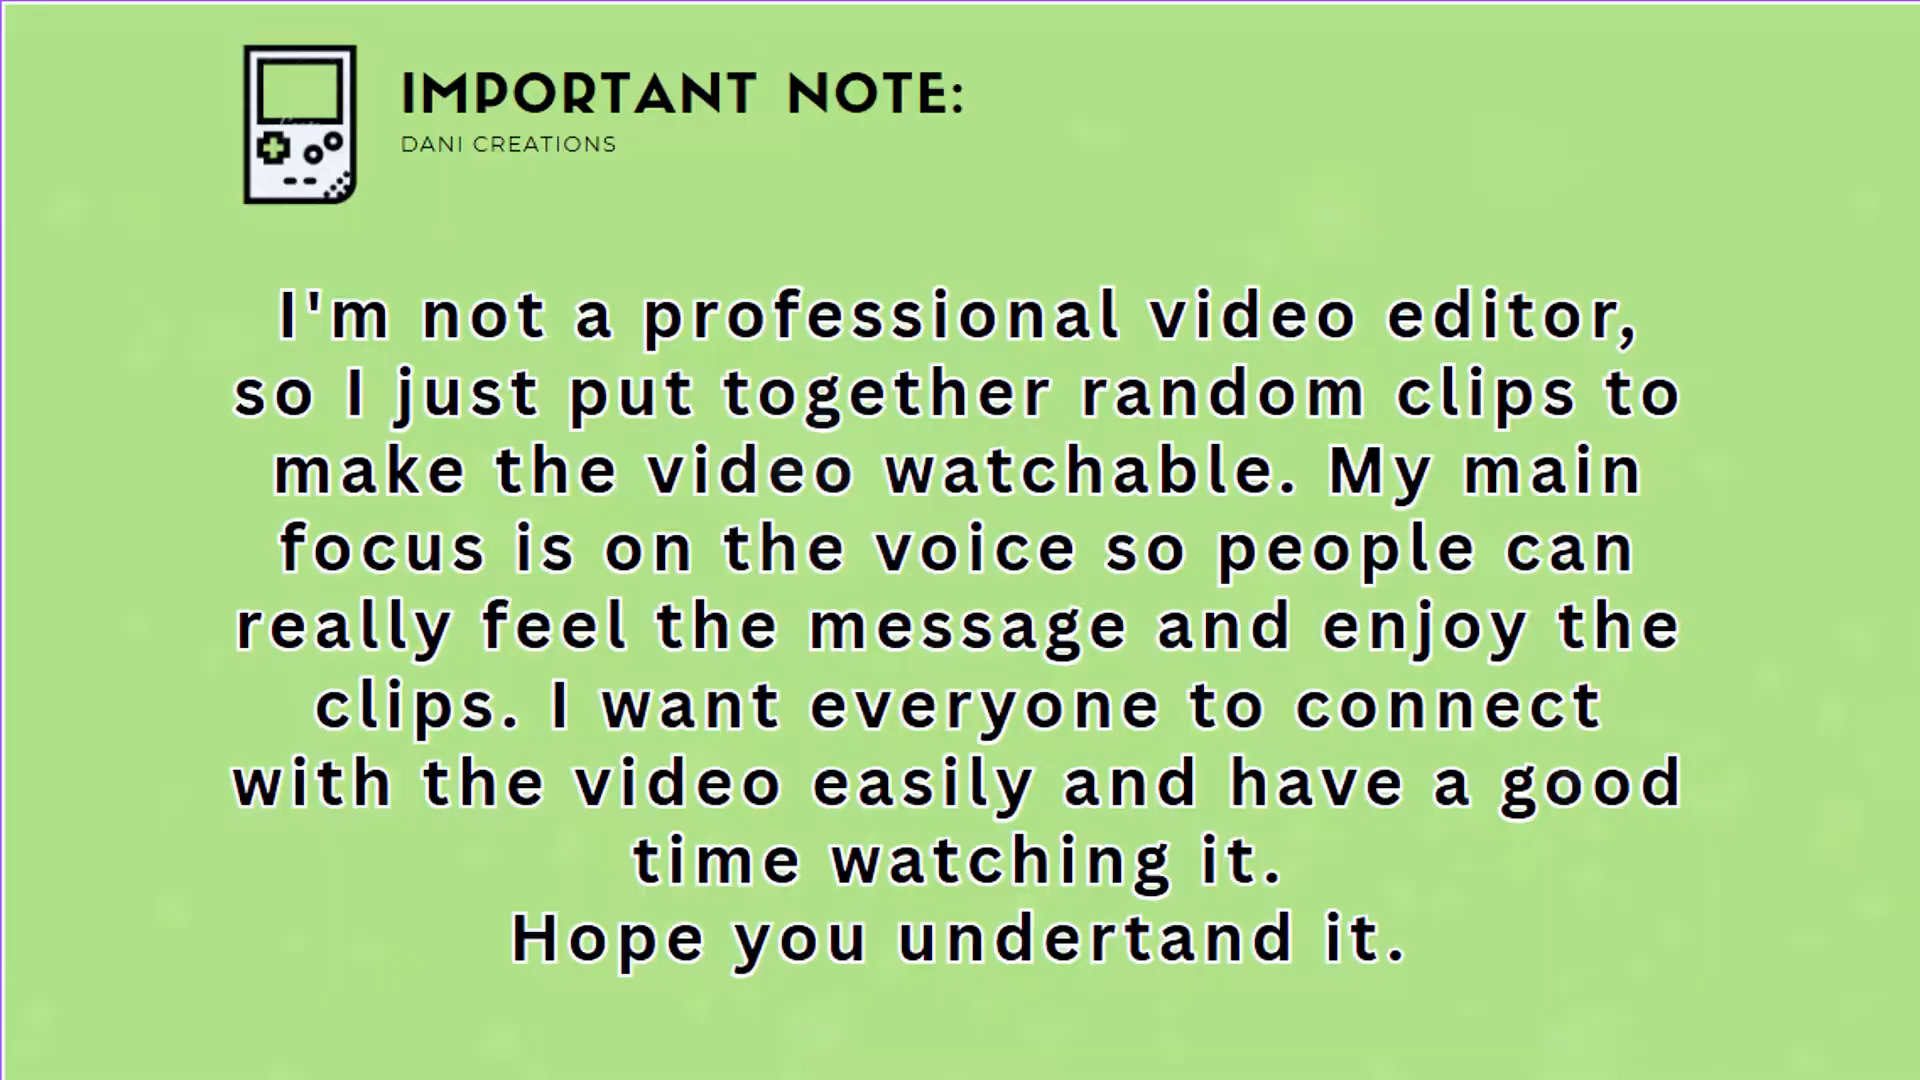 IMPORTANT NOTE:
DANI CREATIONS
I'm not a professional video editor,
so I just put together random clips to
make the video watchable. My main
focus is on the voice so people can
really feel the message and enjoy the
clips. I want everyone to connect
with the video easily and have a good
time watching it.
Hope you undertand it.